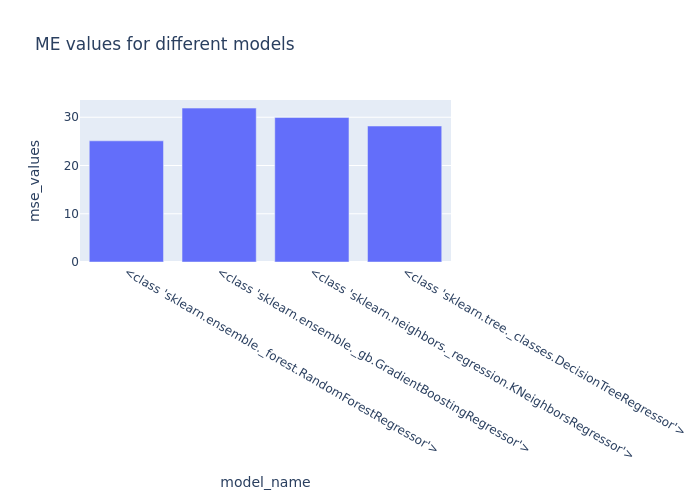 ME values for different models
mse_values
30
20
10
0
<class 'sklearn.ensemble._forest.RandomForestRegressor'>
<class 'sklearn.ensemble._gb.GradientBoostingRegressor'>
<class 'sklearn.neighbors._regression.KNeighborsRegressor'>
<class 'sklearn.tree._classes.DecisionTreeRegressor'>
model_name